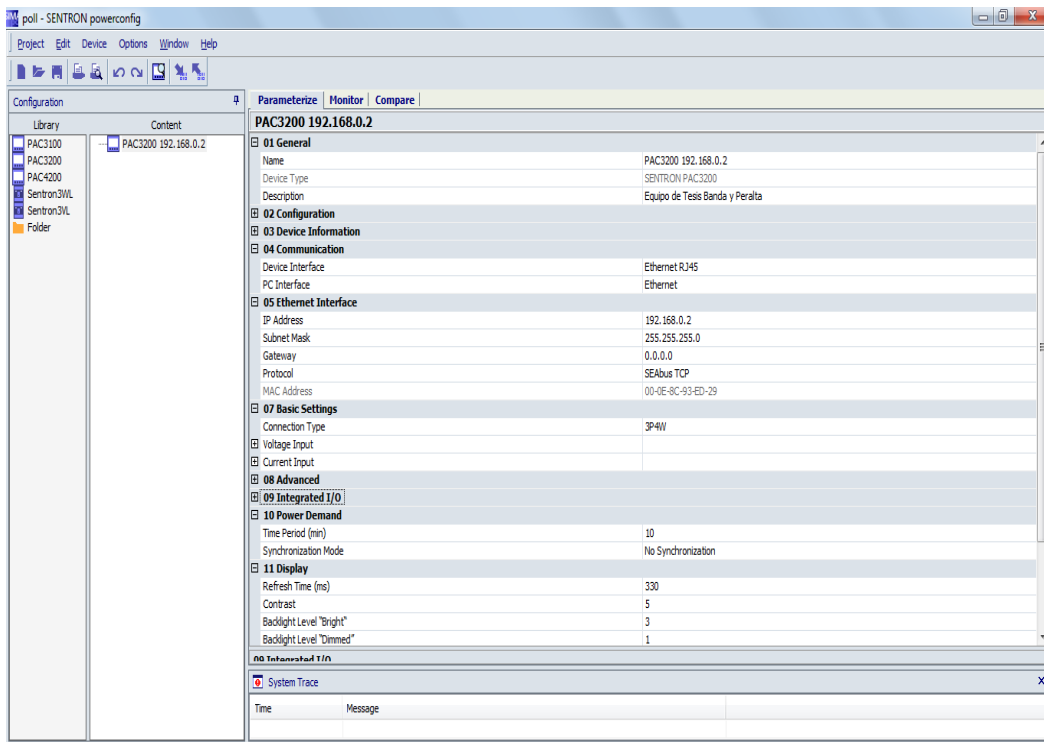 poll - SENTRON powerconfig
Project Edit Device Options Window Help
Configuration
Library Content
PAC3100
PAC3200
PAC4200
Sentron3WL
Sentron3VL
Folder
PAC3200 192.168.0.2
Parameterize Monitor Compare
PAC3200 192.168.0.2
01 General
Name PAC3200 192.168.0.2
Device Type SENTRON PAC3200
Description Equipo de Tesis Banda y Peralta
02 Configuration
03 Device Information
04 Communication
Device Interface Ethernet RJ45
PC Interface Ethernet
05 Ethernet Interface
IP Address 192.168.0.2
Subnet Mask 255.255.255.0
Gateway 0.0.0.0
Protocol SEAbus TCP
MAC Address 00-0E-8C-93-ED-29
07 Basic Settings
Connection Type 3P4W
Voltage Input
Current Input
08 Advanced
09 Integrated I/O
10 Power Demand
Time Period (min) 10
Synchronization Mode No Synchronization
11 Display
Refresh Time (ms) 330
Contrast 5
Backlight Level "Bright" 3
Backlight Level "Dimmed" 1
09 Integrated I/O
System Trace
Time Message